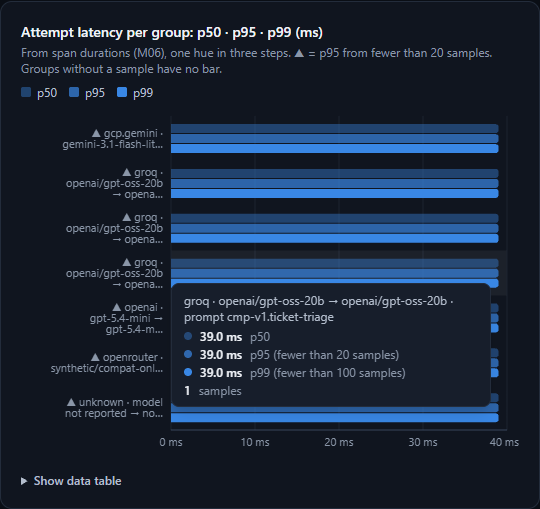 Attempt latency per group: p50 · p95 · p99 (ms)
From span durations (M06), one hue in three steps. ▲ = p95 from fewer than 20 samples.
Groups without a sample have no bar.
p50 p95 p99
▲ gcp.gemini ·
gemini-3.1-flash-lit…
▲ groq ·
openai/gpt-oss-20b
→ opena…
▲ groq ·
openai/gpt-oss-20b
→ opena…
▲ groq ·
openai/gpt-oss-20b
→ opena…
▲ openai ·
gpt-5.4-mini →
gpt-5.4-m…
▲ openrouter ·
synthetic/compat-onl…
▲ unknown · model
not reported → no…
groq · openai/gpt-oss-20b → openai/gpt-oss-20b ·
prompt cmp-v1.ticket-triage
39.0 ms p50
39.0 ms p95 (fewer than 20 samples)
39.0 ms p99 (fewer than 100 samples)
1 samples
0 ms 10 ms 20 ms 30 ms 40 ms
▶ Show data table